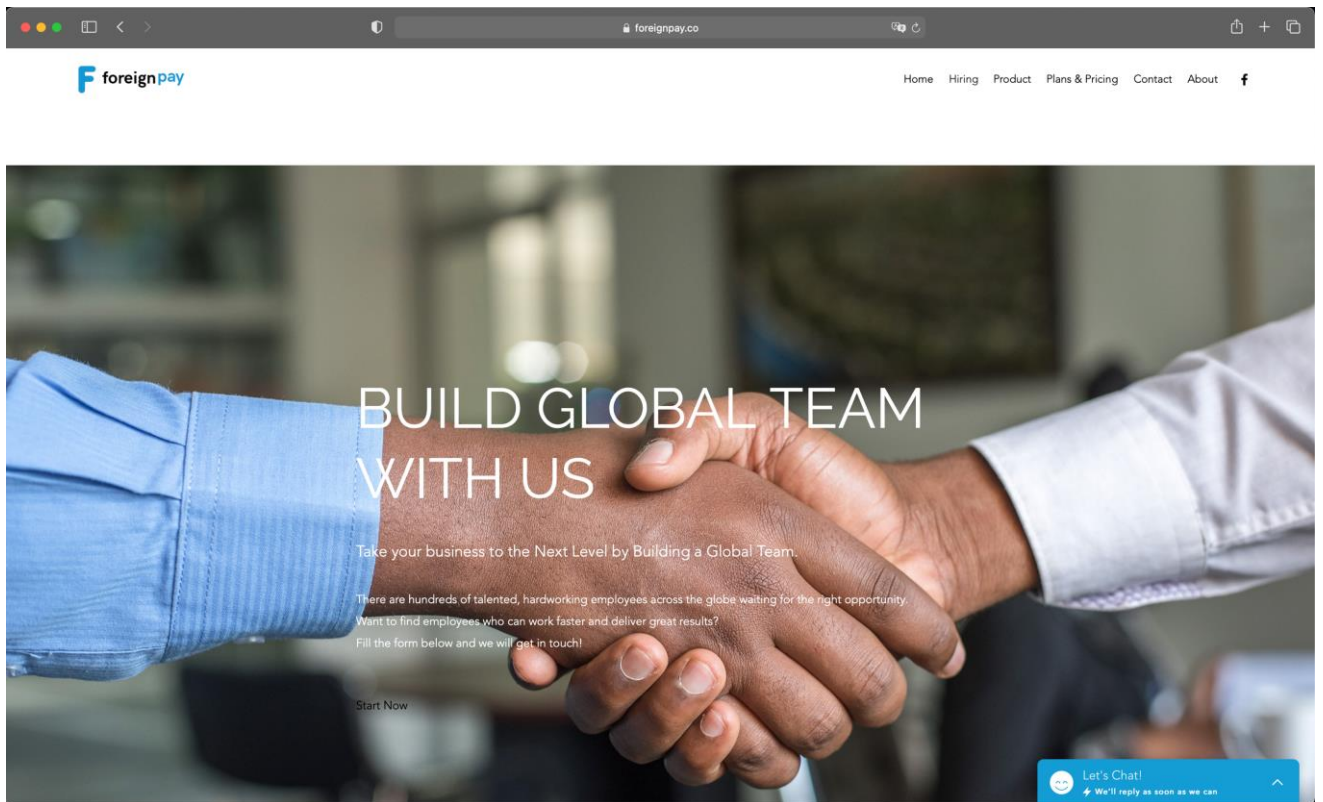 foreignpay.co
foreignpay
Home Hiring Product Plans & Pricing Contact About f
BUILD GLOBAL TEAM
WITH US
Take your business to the Next Level by Building a Global Team.
There are hundreds of talented, hardworking employees across the globe waiting for the right opportunity.
Want to find employees who can work faster and deliver great results?
Fill the form below and we will get in touch!
Start Now
Let's Chat!
We'll reply as soon as we can